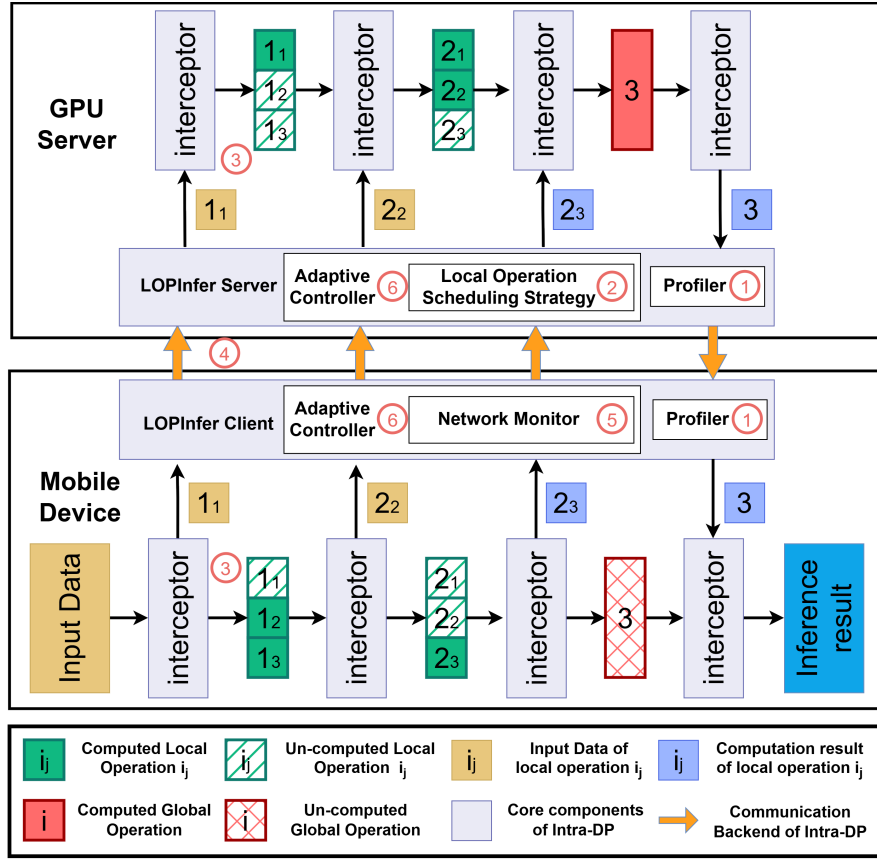 GPU
Server
interceptor
1₁
1₂
1₃
interceptor
2₁
2₂
2₃
interceptor
3
interceptor
③
1₁
2₂
2₃
3
LOPInfer Server
Adaptive
Controller
⑥
Local Operation
Scheduling Strategy
②
Profiler
①
④
LOPInfer Client
Adaptive
Controller
⑥
Network Monitor
⑤
Profiler
①
Mobile
Device
1₁
2₂
2₃
3
Input Data
interceptor
③
1₁
1₂
1₃
interceptor
2₁
2₂
2₃
interceptor
3
interceptor
Inference
result
iⱼ
Computed Local
Operation iⱼ
iⱼ
Un-computed Local
Operation iⱼ
iⱼ
Input Data of
local operation iⱼ
iⱼ
Computation result
of local operation iⱼ
i
Computed Global
Operation
i
Un-computed
Global Operation
Core components
of Intra-DP
Communication
Backend of Intra-DP